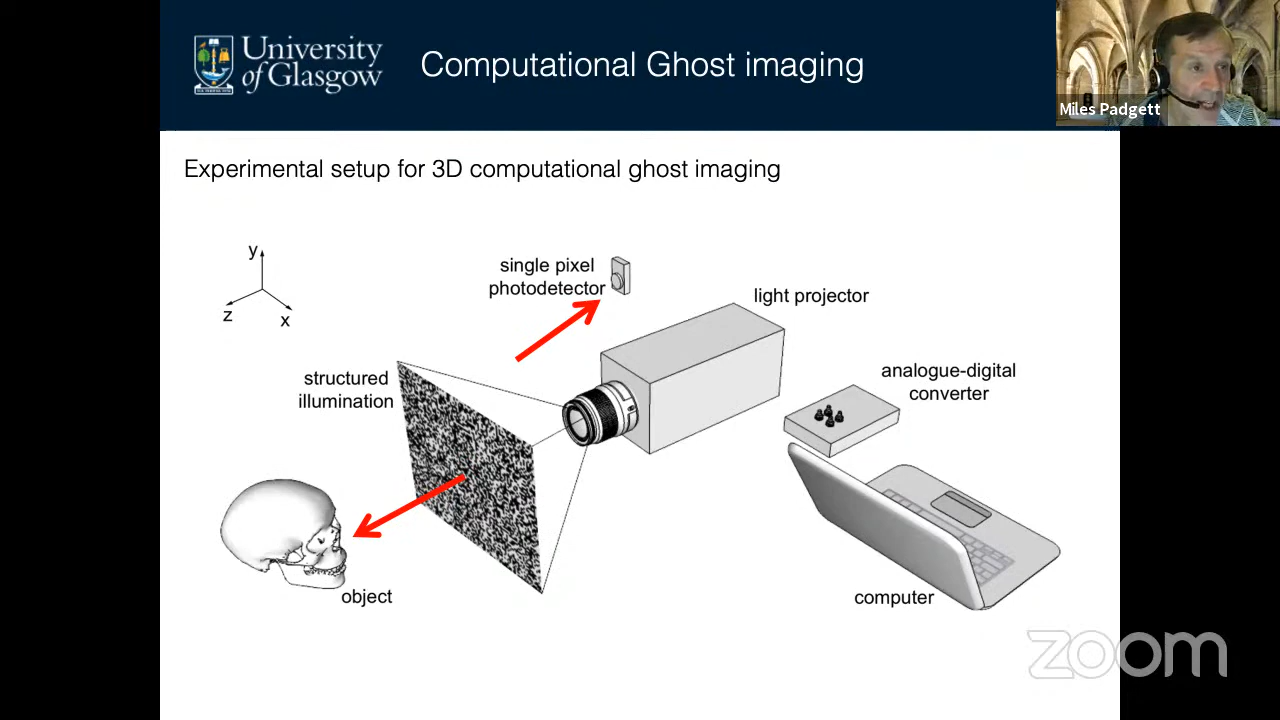 University
of Glasgow
Computational Ghost imaging
Miles Padgett
Experimental setup for 3D computational ghost imaging
y
z
x
single pixel
photodetector
light projector
structured
illumination
analogue-digital
converter
object
computer
zoom